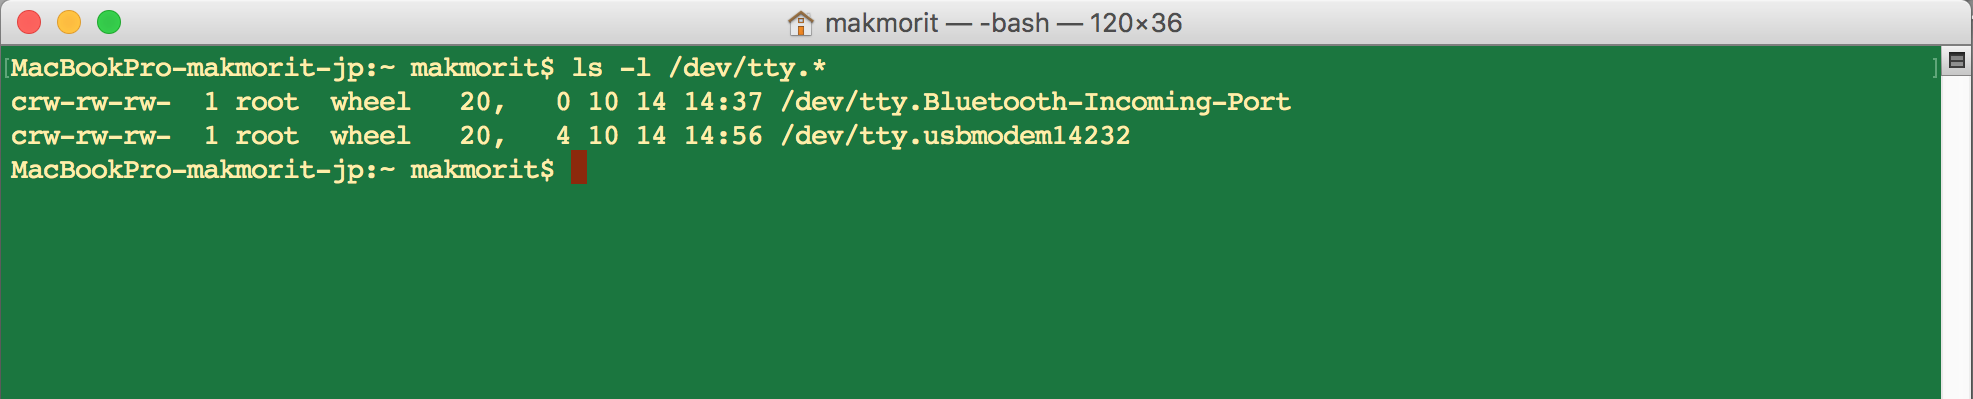 makmorit — -bash — 120×36
MacBookPro-makmorit-jp:~ makmorit$ ls -l /dev/tty.*
crw-rw-rw-  1 root  wheel   20,   0 10 14 14:37 /dev/tty.Bluetooth-Incoming-Port
crw-rw-rw-  1 root  wheel   20,   4 10 14 14:56 /dev/tty.usbmodem14232
MacBookPro-makmorit-jp:~ makmorit$